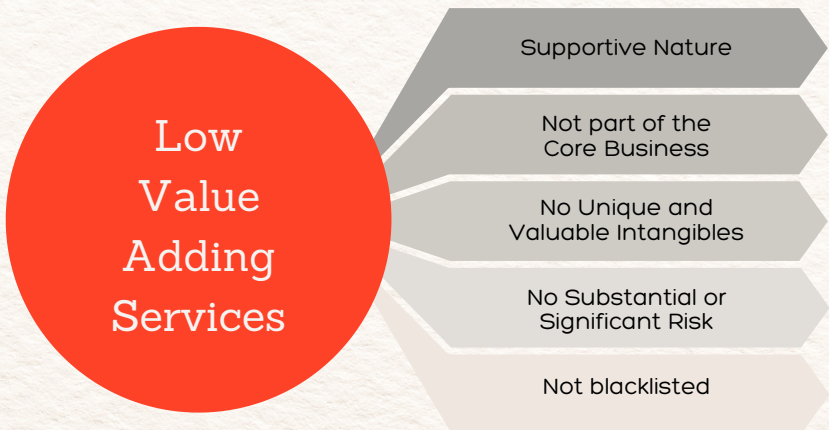 Low
Value
Adding
Services
Supportive Nature
Not part of the
Core Business
No Unique and
Valuable Intangibles
No Substantial or
Significant Risk
Not blacklisted